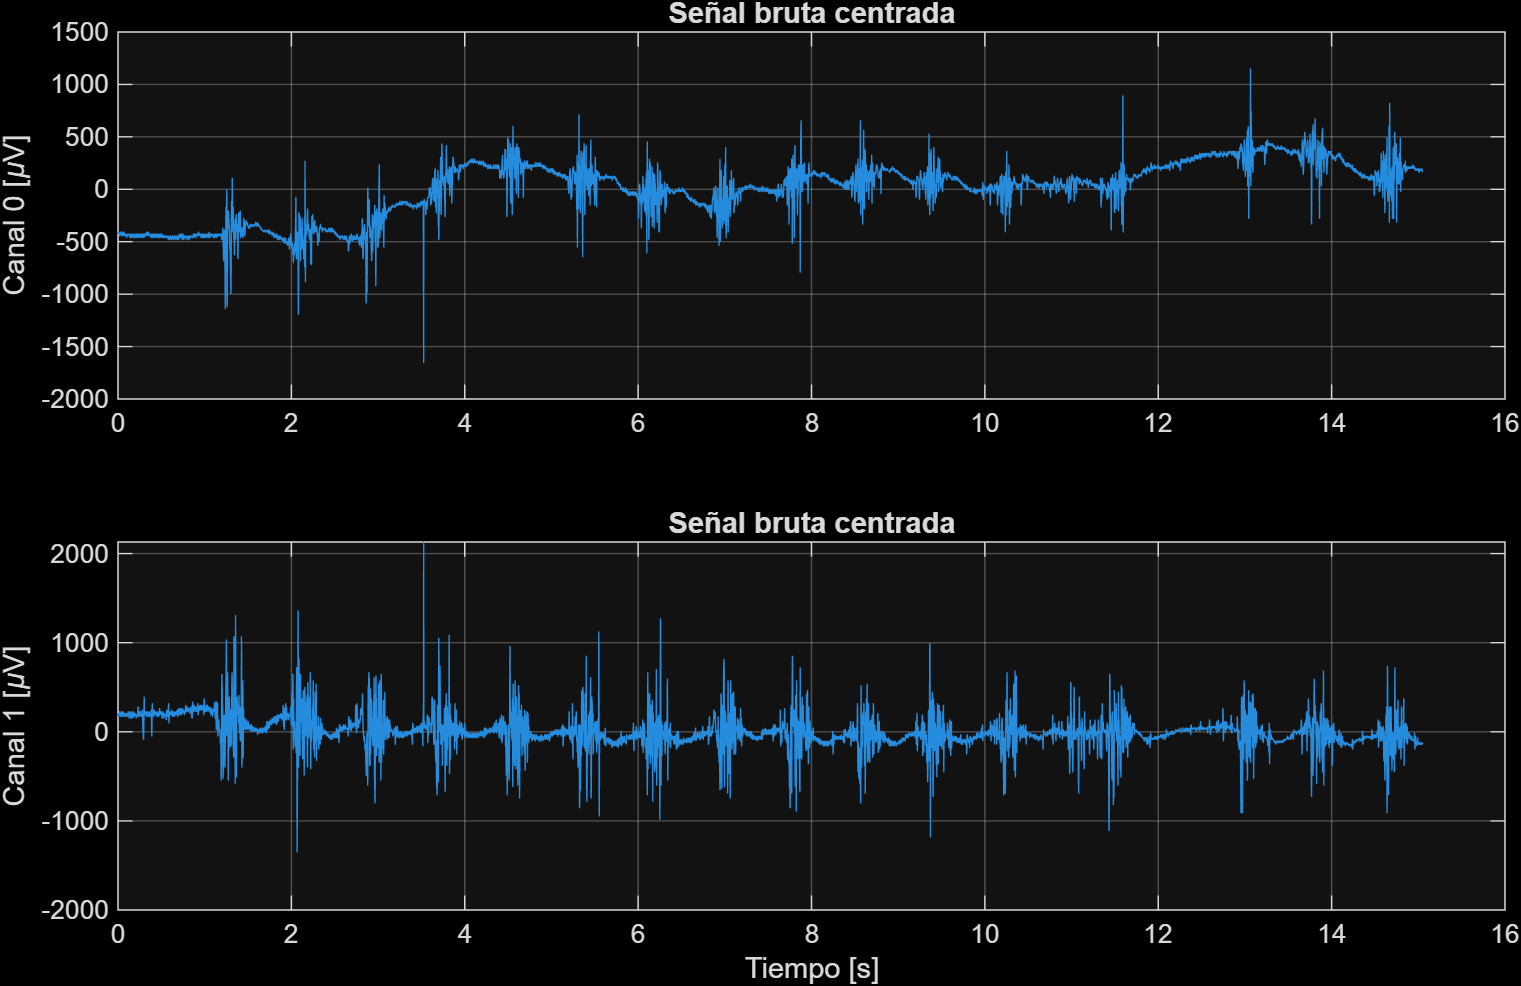 Señal bruta centrada
1500
1000
500
0
-500
-1000
-1500
-2000
Canal 0 [µV]
0 2 4 6 8 10 12 14 16
Señal bruta centrada
2000
1000
0
-1000
-2000
Canal 1 [µV]
0 2 4 6 8 10 12 14 16
Tiempo [s]